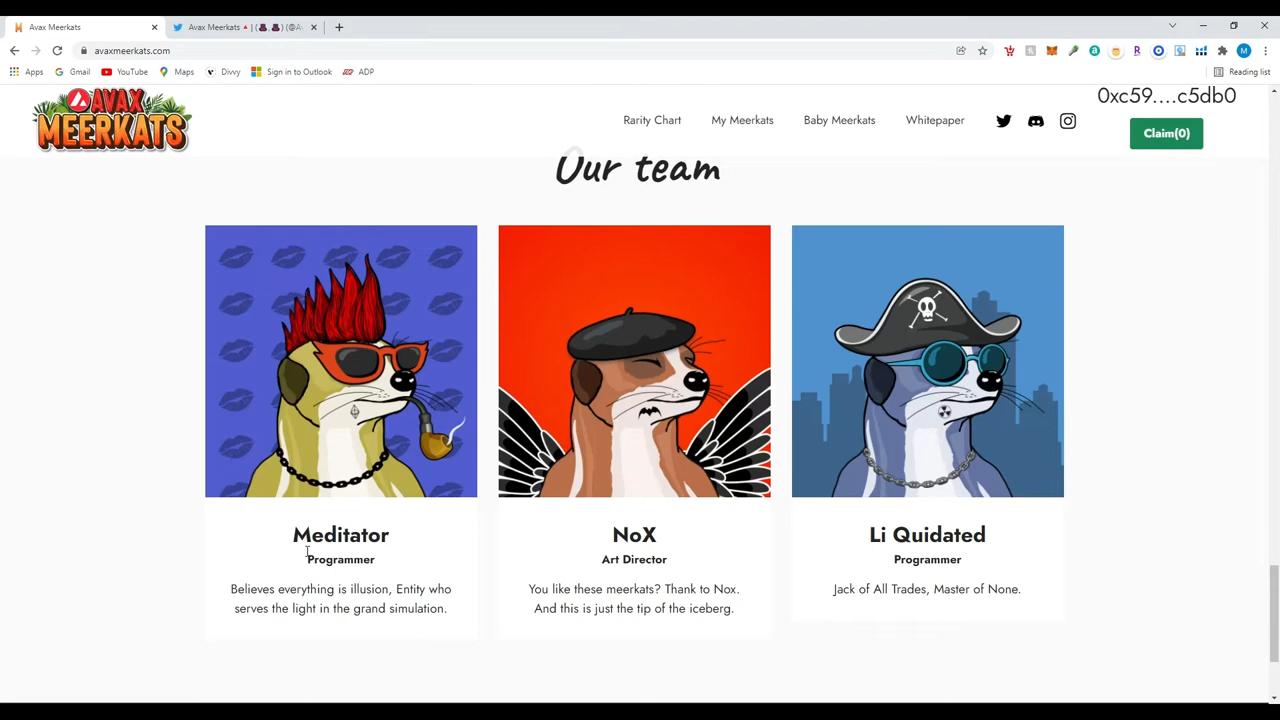 Avax Meerkats
Avax Meerkats
avaxmeerkats.com
Apps
Gmail
YouTube
Maps
Divvy
Sign in to Outlook
ADP
Reading list
AVAX
MEERKATS
Rarity Chart
My Meerkats
Baby Meerkats
Whitepaper
0xc59....c5db0
Claim(0)
Our team
Meditator
Programmer
Believes everything is illusion, Entity who
serves the light in the grand simulation.
NoX
Art Director
You like these meerkats? Thank to Nox.
And this is just the tip of the iceberg.
Li Quidated
Programmer
Jack of All Trades, Master of None.